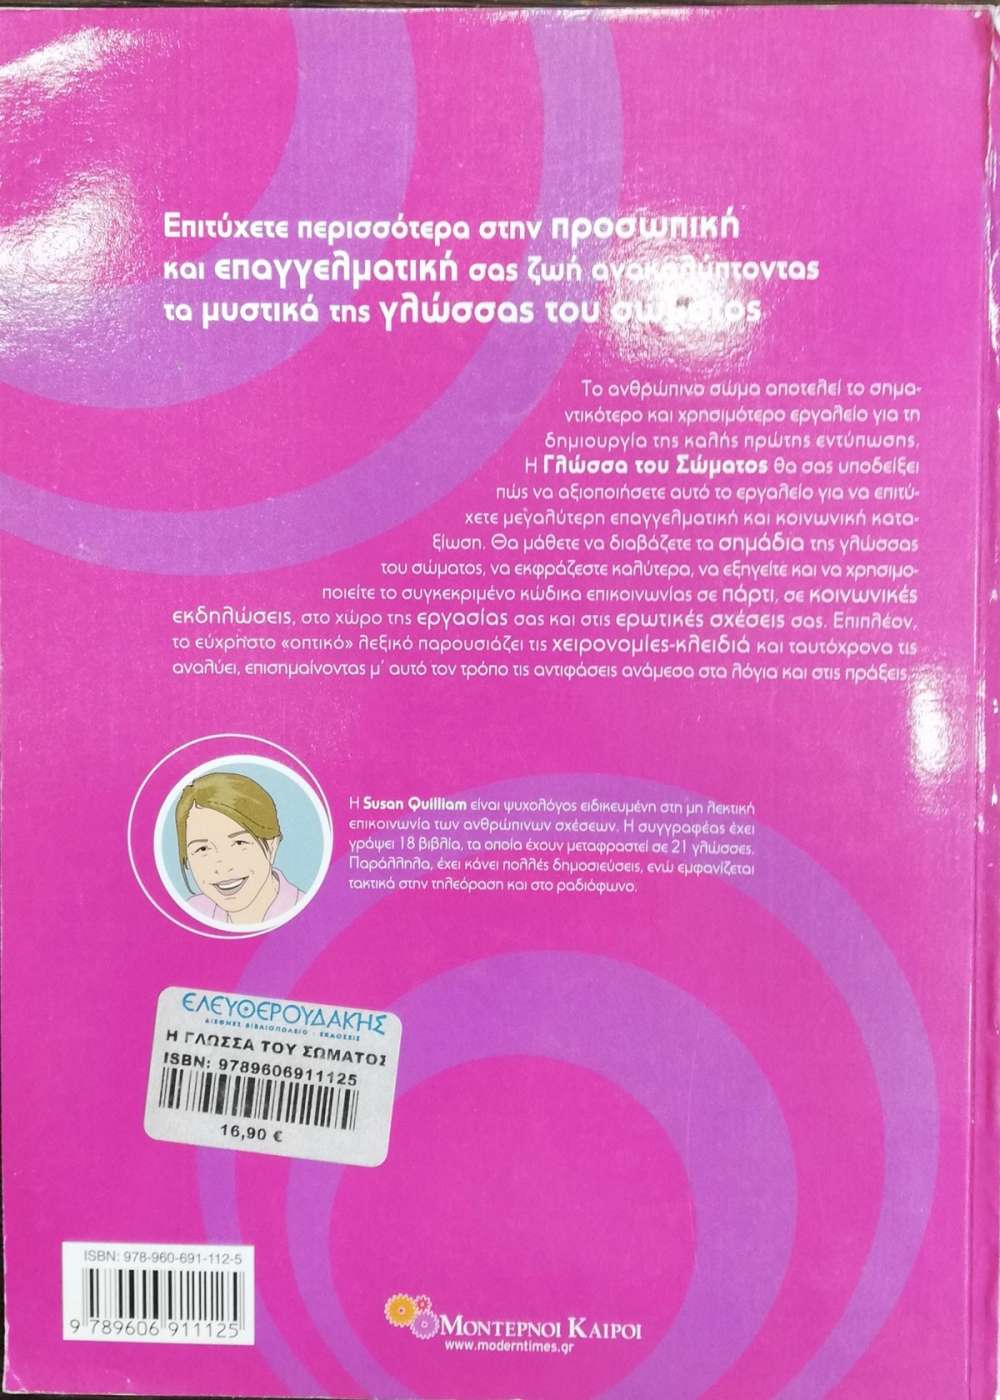 Επιτύχετε περισσότερα στην προσωπική
και επαγγελματική σας ζωή ανακαλύπτοντας
τα μυστικά της γλώσσας του σώματος
Το ανθρώπινο σώμα αποτελεί το σημα-
ντικότερο και χρησιμότερο εργαλείο για τη
δημιουργία της καλής πρώτης εντύπωσης.
Η Γλώσσα του Σώματος θα σας υποδείξει
πώς να αξιοποιήσετε αυτό το εργαλείο για να επιτύ-
χετε μεγαλύτερη επαγγελματική και κοινωνική κατα-
ξίωση. Θα μάθετε να διαβάζετε τα σημάδια της γλώσσας
του σώματος, να εκφράζεστε καλύτερα, να εξηγείτε και να χρησιμο-
ποιείτε το συγκεκριμένο κώδικα επικοινωνίας σε πάρτι, σε κοινωνικές
εκδηλώσεις, στο χώρο της εργασίας σας και στις ερωτικές σχέσεις σας. Επιπλέον,
το εύχρηστο «οπτικό» λεξικό παρουσιάζει τις χειρονομίες-κλειδιά και ταυτόχρονα τις
αναλύει, επισημαίνοντας μ' αυτό τον τρόπο τις αντιφάσεις ανάμεσα στα λόγια και στις πράξεις.
Η Susan Quilliam είναι ψυχολόγος ειδικευμένη στη μη λεκτική
επικοινωνία των ανθρώπινων σχέσεων. Η συγγραφέας έχει
γράψει 18 βιβλία, τα οποία έχουν μεταφραστεί σε 21 γλώσσες.
Παράλληλα, έχει κάνει πολλές δημοσιεύσεις, ενώ εμφανίζεται
τακτικά στην τηλεόραση και στο ραδιόφωνο.
ΕΛΕΥΘΕΡΟΥΔΑΚΗΣ
ΔΙΕΘΝΕΣ ΒΙΒΛΙΟΠΩΛΕΙΟ · ΕΚΔΟΣΕΙΣ
Η ΓΛΩΣΣΑ ΤΟΥ ΣΩΜΑΤΟΣ
ISBN: 9789606911125
16,90 €
ISBN: 978-960-691-112-5
9 789606 911125
ΜΟΝΤΕΡΝΟΙ ΚΑΙΡΟΙ
www.moderntimes.gr